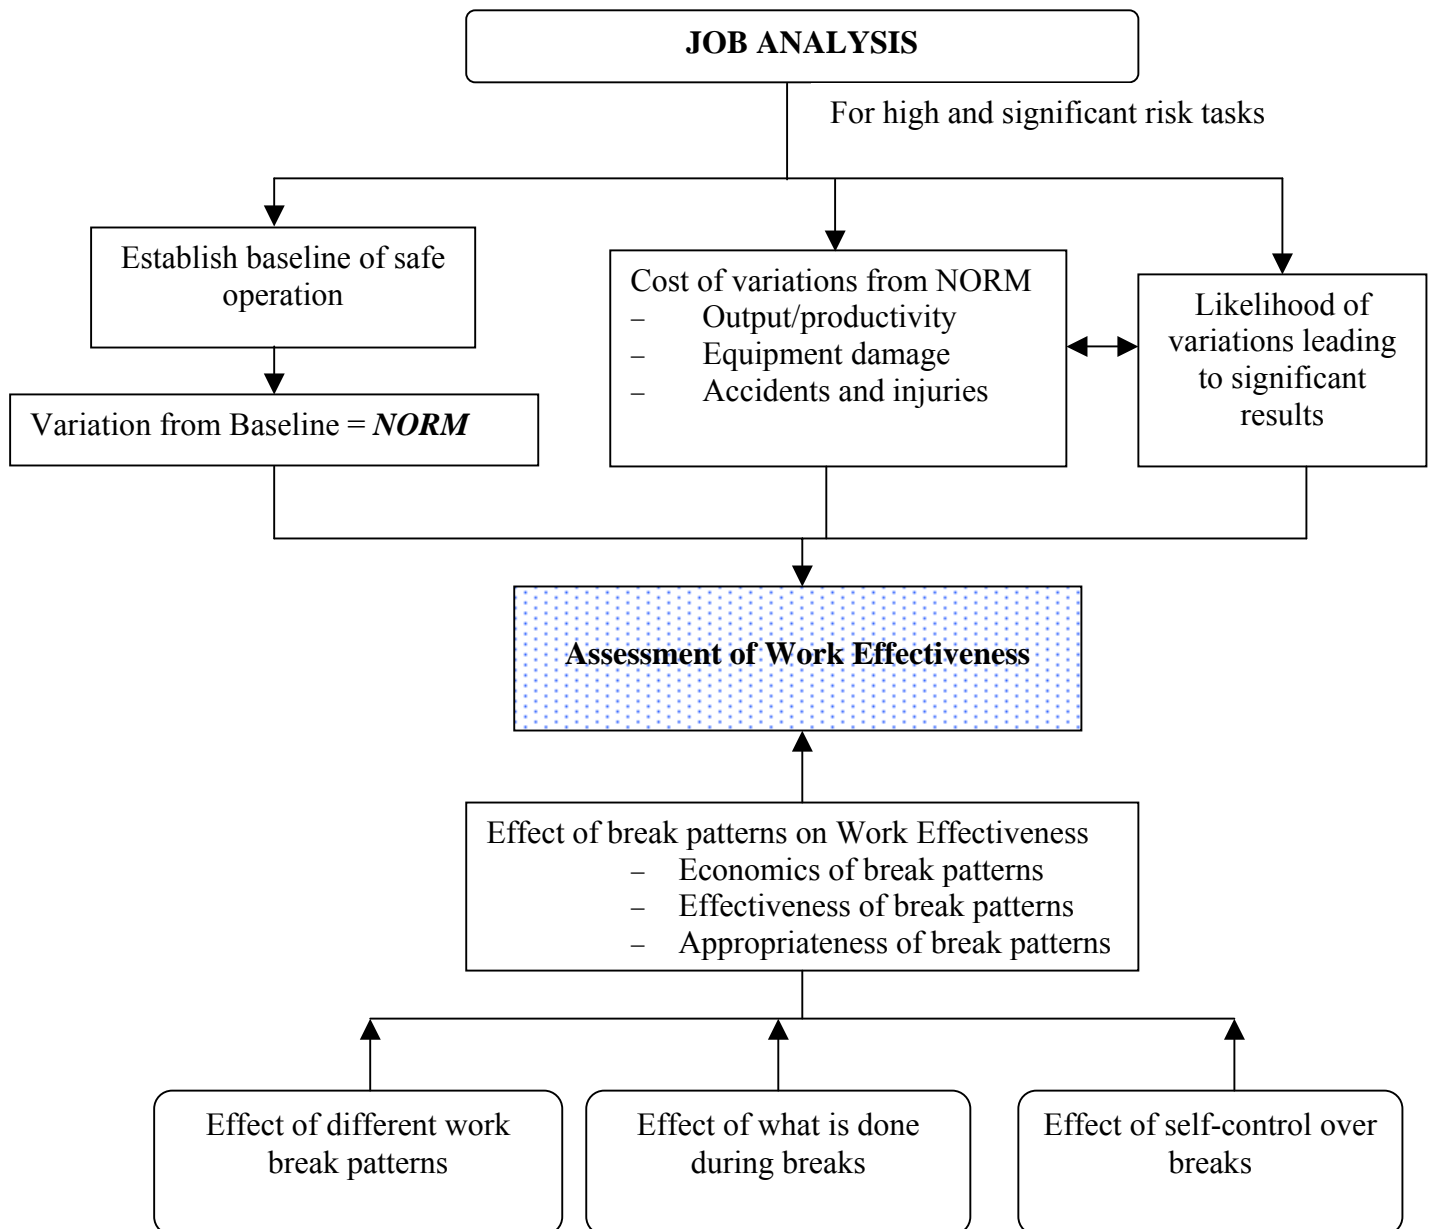 JOB ANALYSIS
For high and significant risk tasks
Establish baseline of safe
operation
Variation from Baseline = NORM
Cost of variations from NORM
– Output/productivity
– Equipment damage
– Accidents and injuries
Likelihood of
variations leading
to significant
results
Assessment of Work Effectiveness
Effect of break patterns on Work Effectiveness
– Economics of break patterns
– Effectiveness of break patterns
– Appropriateness of break patterns
Effect of different work
break patterns
Effect of what is done
during breaks
Effect of self-control over
breaks